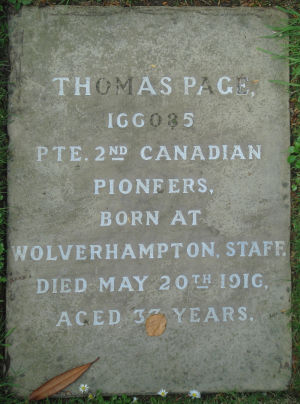 THOMAS PAGE,
166085
PTE. 2ND CANADIAN
PIONEERS,
BORN AT
WOLVERHAMPTON, STAFF.
DIED MAY 20TH 1916,
AGED YEARS.